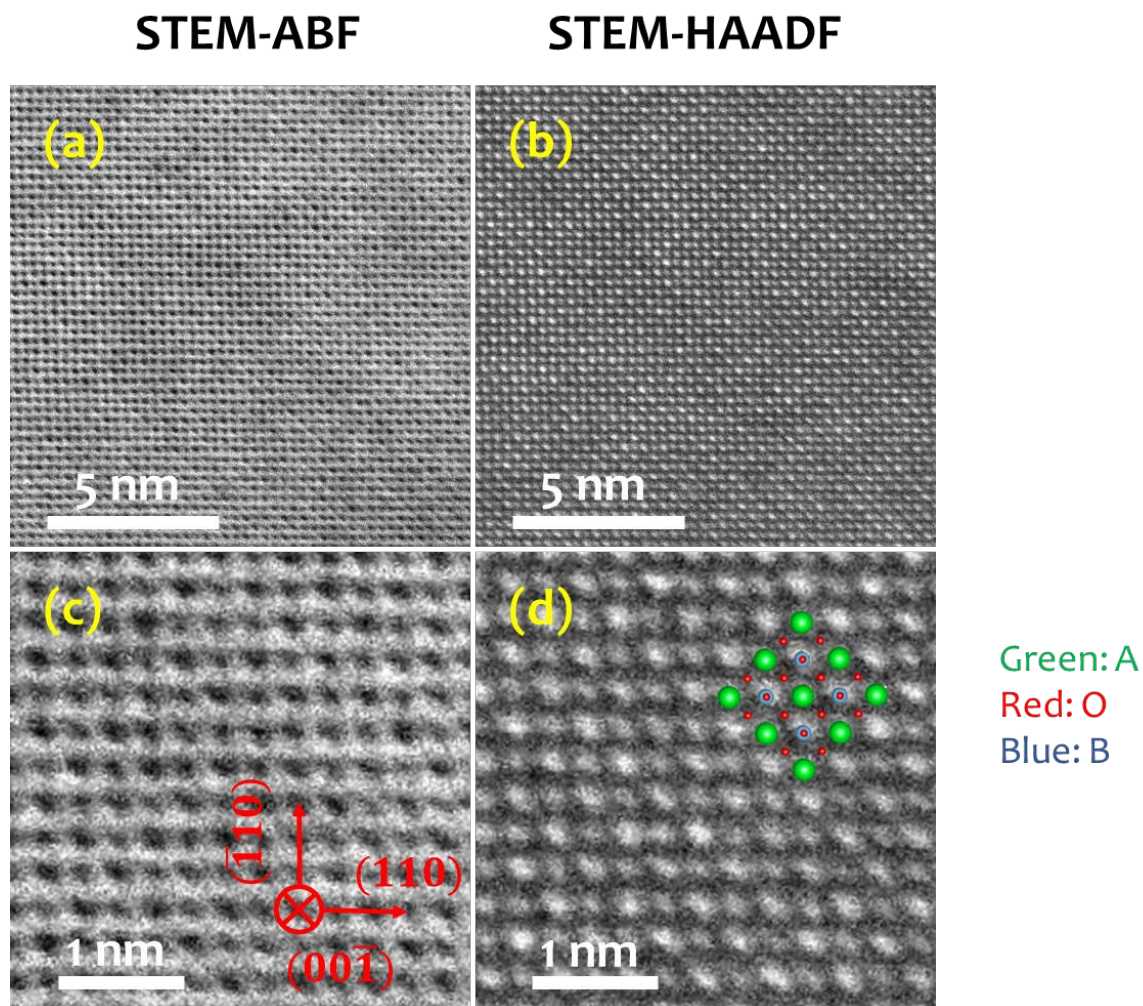 STEM-ABF STEM-HAADF
(a) (b)
5 nm 5 nm
(c) (d)
Green: A
Red: O
Blue: B
(1̅10)
(110)
(001̅)
1 nm 1 nm